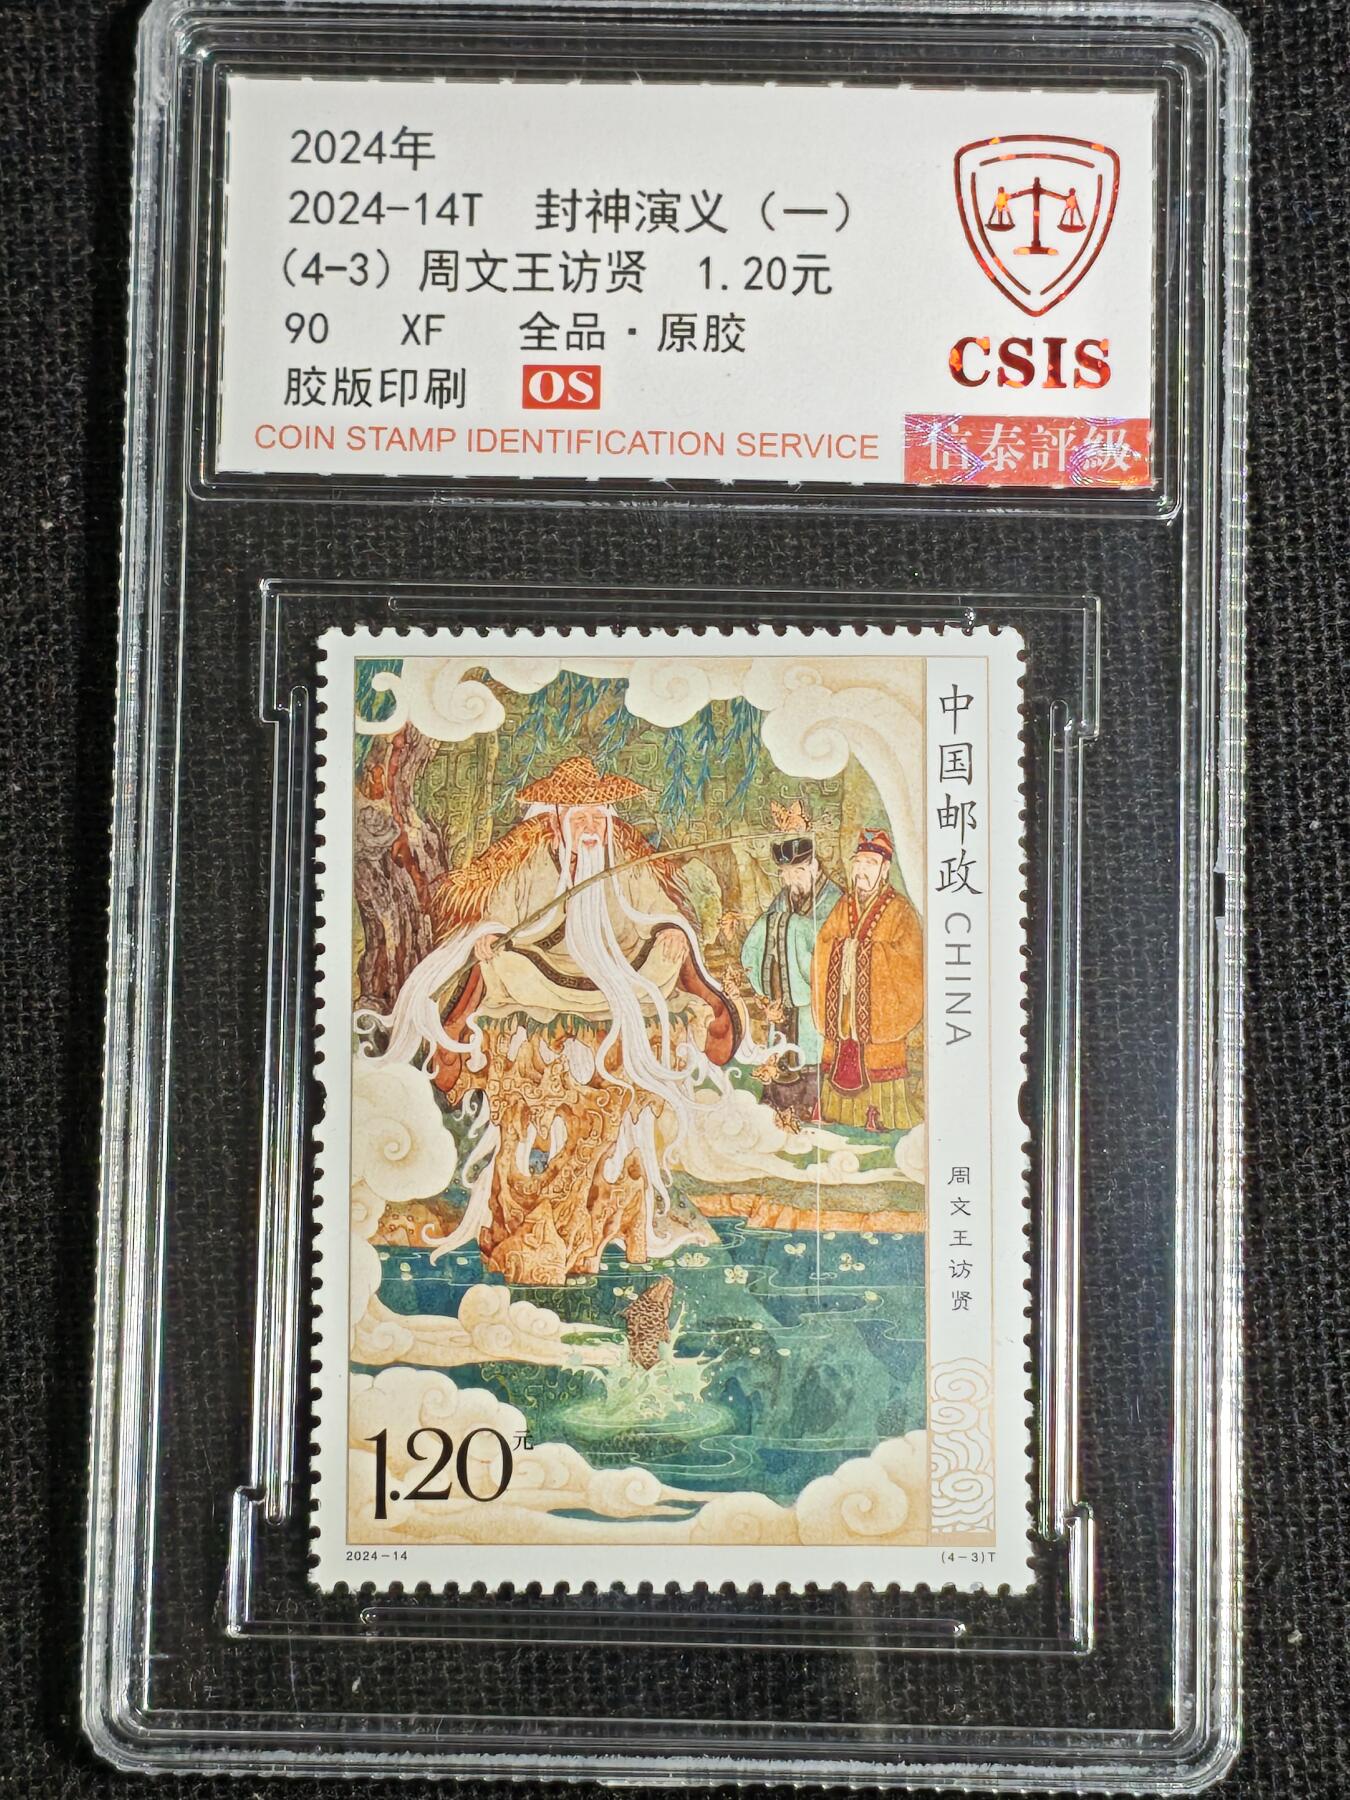 2024年
2024-14T 封神演义（一）
(4-3) 周文王访贤 1.20元
90 XF 全品·原胶
胶版印刷 OS
COIN STAMP IDENTIFICATION SERVICE
CSIS
信泰評級
中国邮政 CHINA
周文王访贤
1.20元
2024-14
(4-3)T